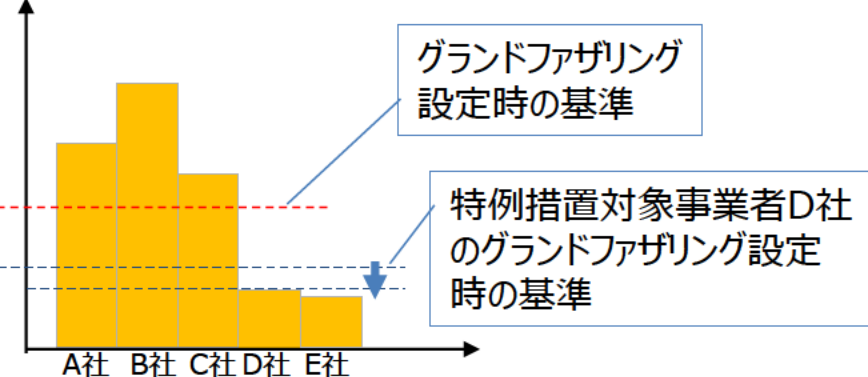 グランドファザリング
設定時の基準
特例措置対象事業者D社
のグランドファザリング設定
時の基準
A社 B社 C社 D社 E社